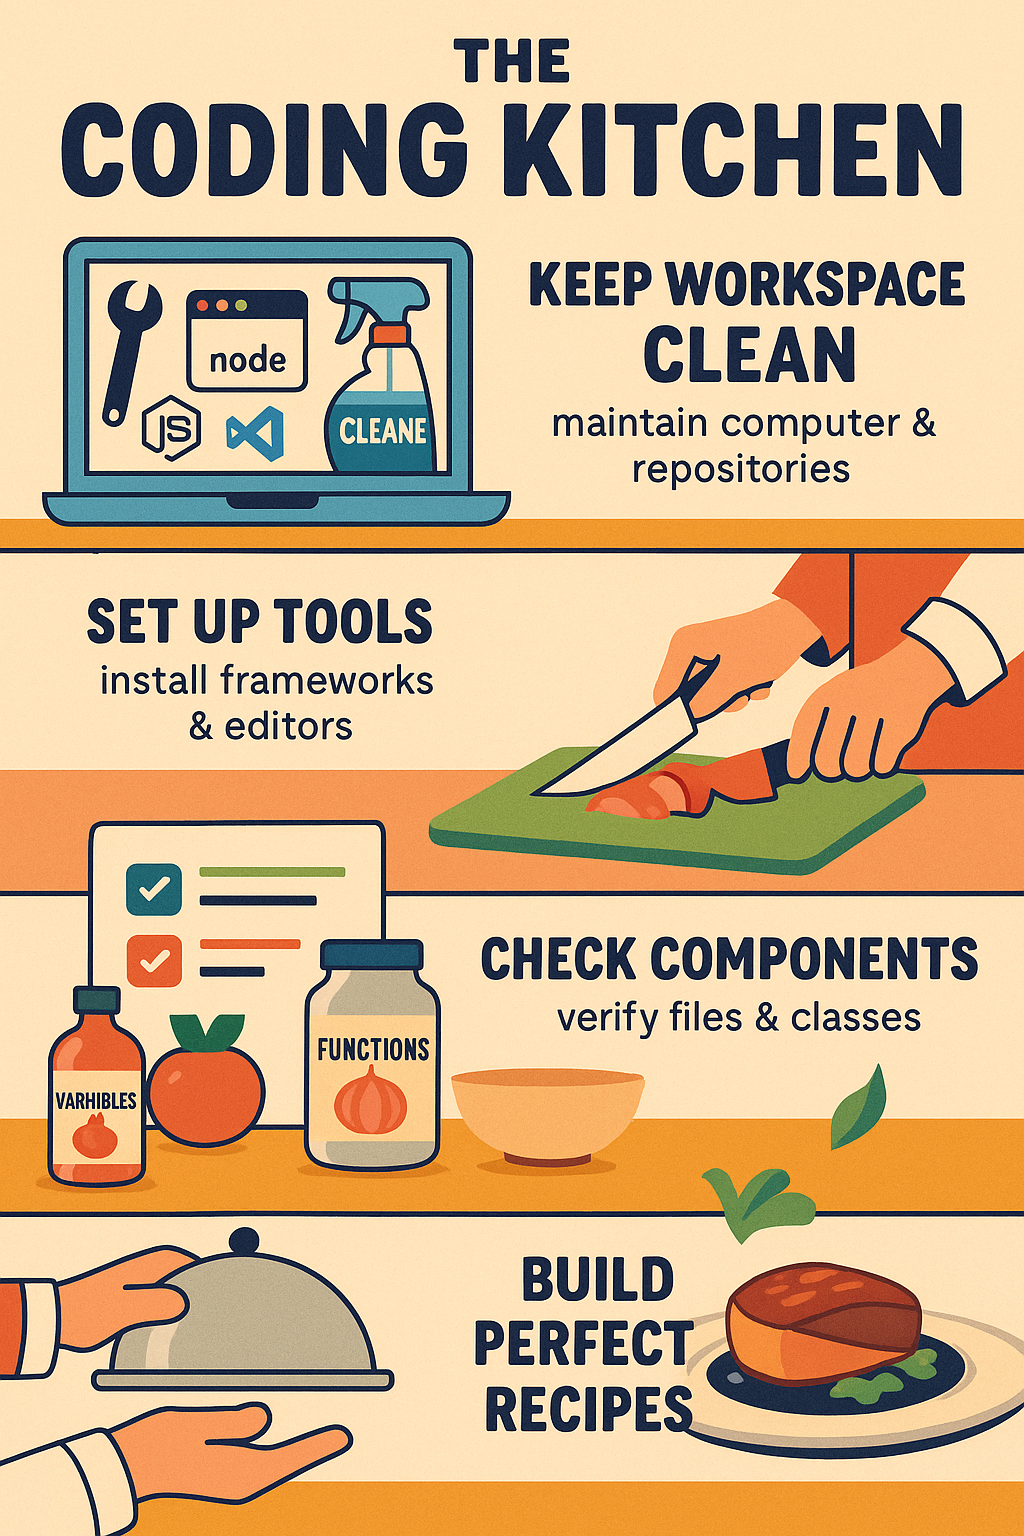 THE
CODING KITCHEN
node
JS
CLEANE
KEEP WORKSPACE
CLEAN
maintain computer &
repositories
SET UP TOOLS
install frameworks
& editors
CHECK COMPONENTS
verify files & classes
FUNCTIONS
VARHIBLES
BUILD
PERFECT
RECIPES